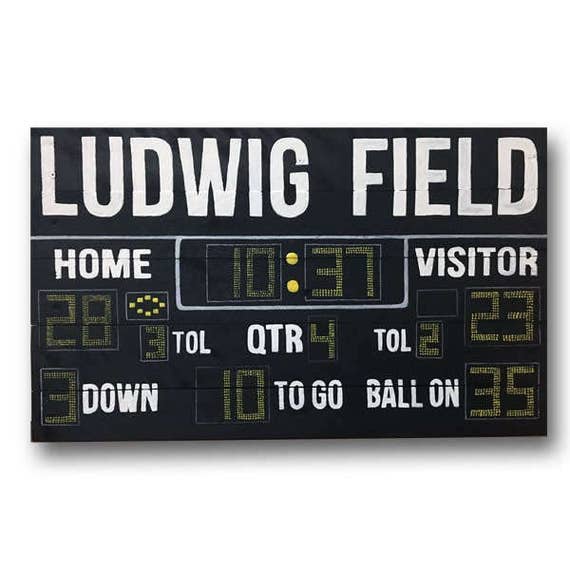 LUDWIG FIELD
HOME 10:37 VISITOR
28 23
3 TOL QTR 4 TOL 2
3 DOWN 10 TO GO BALL ON 35